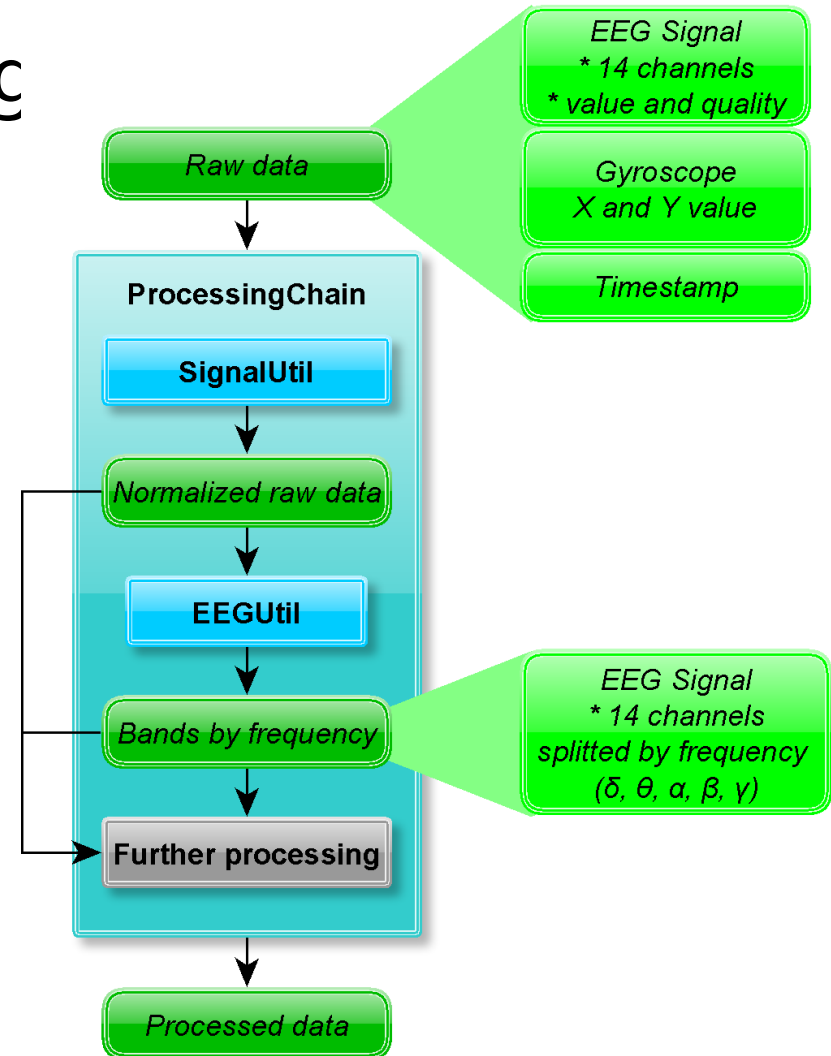 EEG Signal
* 14 channels
* value and quality
Raw data
Gyroscope
X and Y value
Timestamp
ProcessingChain
SignalUtil
Normalized raw data
EEGUtil
Bands by frequency
EEG Signal
* 14 channels
splitted by frequency
(δ, θ, α, β, γ)
Further processing
Processed data